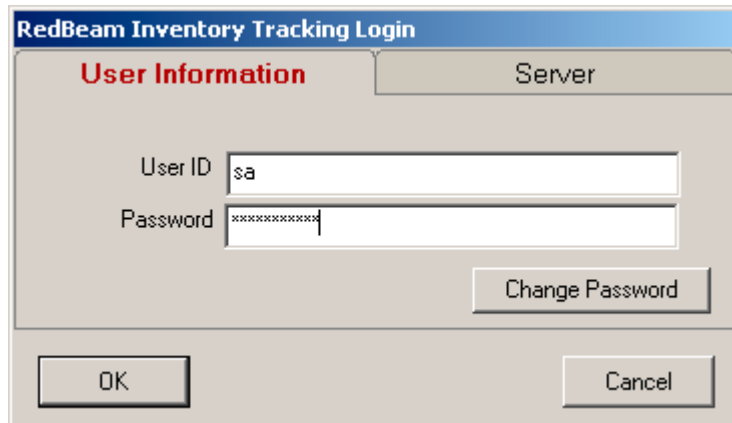 RedBeam Inventory Tracking Login
User Information Server
User ID sa
Password ***********
Change Password
OK Cancel